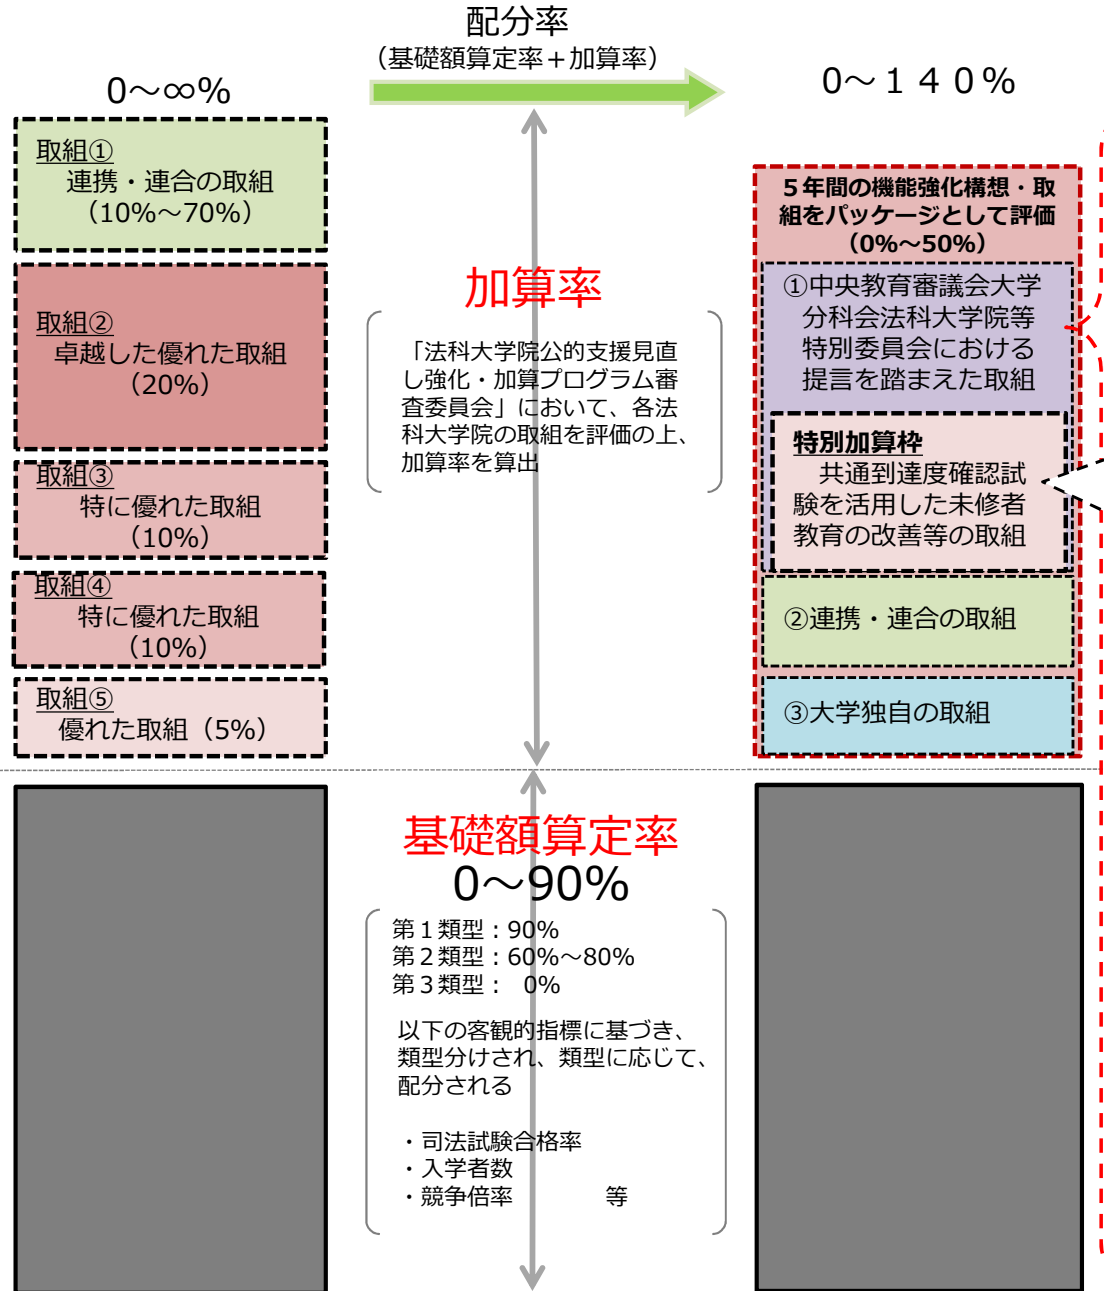 配分率
（基礎額算定率＋加算率）
0～∞%
0～１４０%
取組①
連携・連合の取組
（10%～70%）
取組②
卓越した優れた取組
（20%）
取組③
特に優れた取組
（10%）
取組④
特に優れた取組
（10%）
取組⑤
優れた取組（5%）
加算率
「法科大学院公的支援見直
し強化・加算プログラム審
査委員会」において、各法
科大学院の取組を評価の上、
加算率を算出
５年間の機能強化構想・取
組をパッケージとして評価
（0%～50%）
①中央教育審議会大学
分科会法科大学院等
特別委員会における
提言を踏まえた取組
特別加算枠
共通到達度確認試
験を活用した未修者
教育の改善等の取組
②連携・連合の取組
③大学独自の取組
基礎額算定率
0～90%
第１類型：90%
第２類型：60%～80%
第３類型： 0%
以下の客観的指標に基づき、
類型分けされ、類型に応じて、
配分される
・司法試験合格率
・入学者数
・競争倍率 等